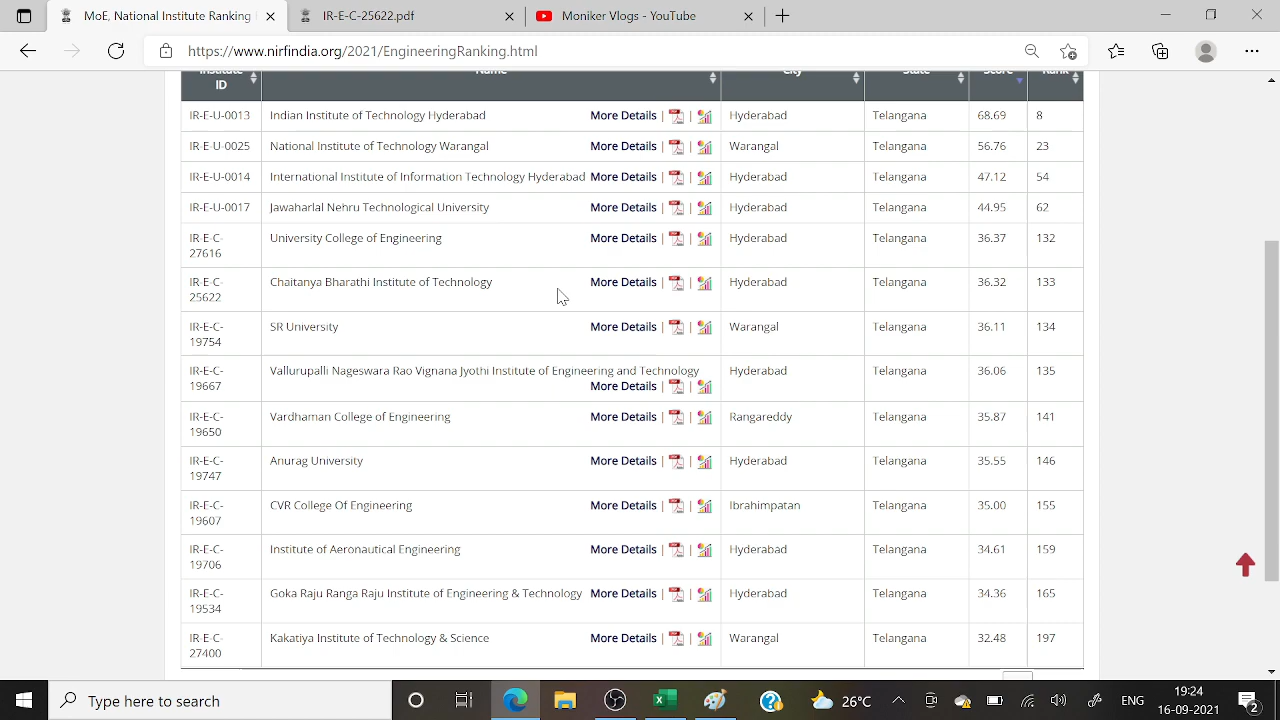 MoE, National Institute Ranking
IR-E-C-25622.pdf
Moniker Vlogs - YouTube
https://www.nirfindia.org/2021/EngineeringRanking.html
Institute ID Name City State Score Rank
IR-E-U-0013 Indian Institute of Technology Hyderabad More Details | | Hyderabad Telangana 68.69 8
IR-E-U-0025 National Institute of Technology Warangal More Details | | Warangal Telangana 56.76 23
IR-E-U-0014 International Institute of Information Technology Hyderabad More Details | | Hyderabad Telangana 47.12 54
IR-E-U-0017 Jawaharlal Nehru Technological University More Details | | Hyderabad Telangana 44.95 62
IR-E-C- University College of Engineering More Details | | Hyderabad Telangana 36.37 132
27616
IR-E-C- Chaitanya Bharathi Institute of Technology More Details | | Hyderabad Telangana 36.32 133
25622
IR-E-C- SR University More Details | | Warangal Telangana 36.11 134
19754
IR-E-C- Vallurupalli Nageswara Rao Vignana Jyothi Institute of Engineering and Technology Hyderabad Telangana 36.06 135
19667 More Details | |
IR-E-C- Vardhaman College of Engineering More Details | | Rangareddy Telangana 35.87 141
19650
IR-E-C- Anurag University More Details | | Hyderabad Telangana 35.55 146
19747
IR-E-C- CVR College Of Engineering More Details | | Ibrahimpatan Telangana 35.00 155
19607
IR-E-C- Institute of Aeronautical Engineering More Details | | Hyderabad Telangana 34.61 159
19706
IR-E-C- Goka Raju Ranga Raju Institute of Engineering & Technology More Details | | Hyderabad Telangana 34.36 165
19534
IR-E-C- Kakatiya Institute of Technology & Science More Details | | Warangal Telangana 32.48 197
27400
Type here to search
26°C
ENG
19:24
16-09-2021
2